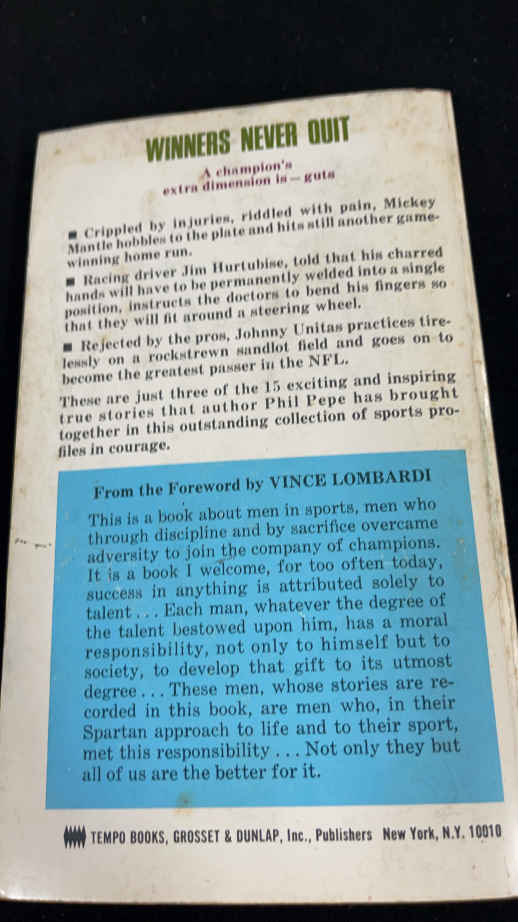 WINNERS NEVER QUIT
A champion's
extra dimension is — guts
■ Crippled by injuries, riddled with pain, Mickey
Mantle hobbles to the plate and hits still another game-
winning home run.
■ Racing driver Jim Hurtubise, told that his charred
hands will have to be permanently welded into a single
position, instructs the doctors to bend his fingers so
that they will fit around a steering wheel.
■ Rejected by the pros, Johnny Unitas practices tire-
lessly on a rockstrewn sandlot field and goes on to
become the greatest passer in the NFL.
These are just three of the 15 exciting and inspiring
true stories that author Phil Pepe has brought
together in this outstanding collection of sports pro-
files in courage.
From the Foreword by VINCE LOMBARDI
This is a book about men in sports, men who
through discipline and by sacrifice overcame
adversity to join the company of champions.
It is a book I welcome, for too often today,
success in anything is attributed solely to
talent . . . Each man, whatever the degree of
the talent bestowed upon him, has a moral
responsibility, not only to himself but to
society, to develop that gift to its utmost
degree . . . These men, whose stories are re-
corded in this book, are men who, in their
Spartan approach to life and to their sport,
met this responsibility . . . Not only they but
all of us are the better for it.
TEMPO BOOKS, GROSSET & DUNLAP, Inc., Publishers New York, N.Y. 10010